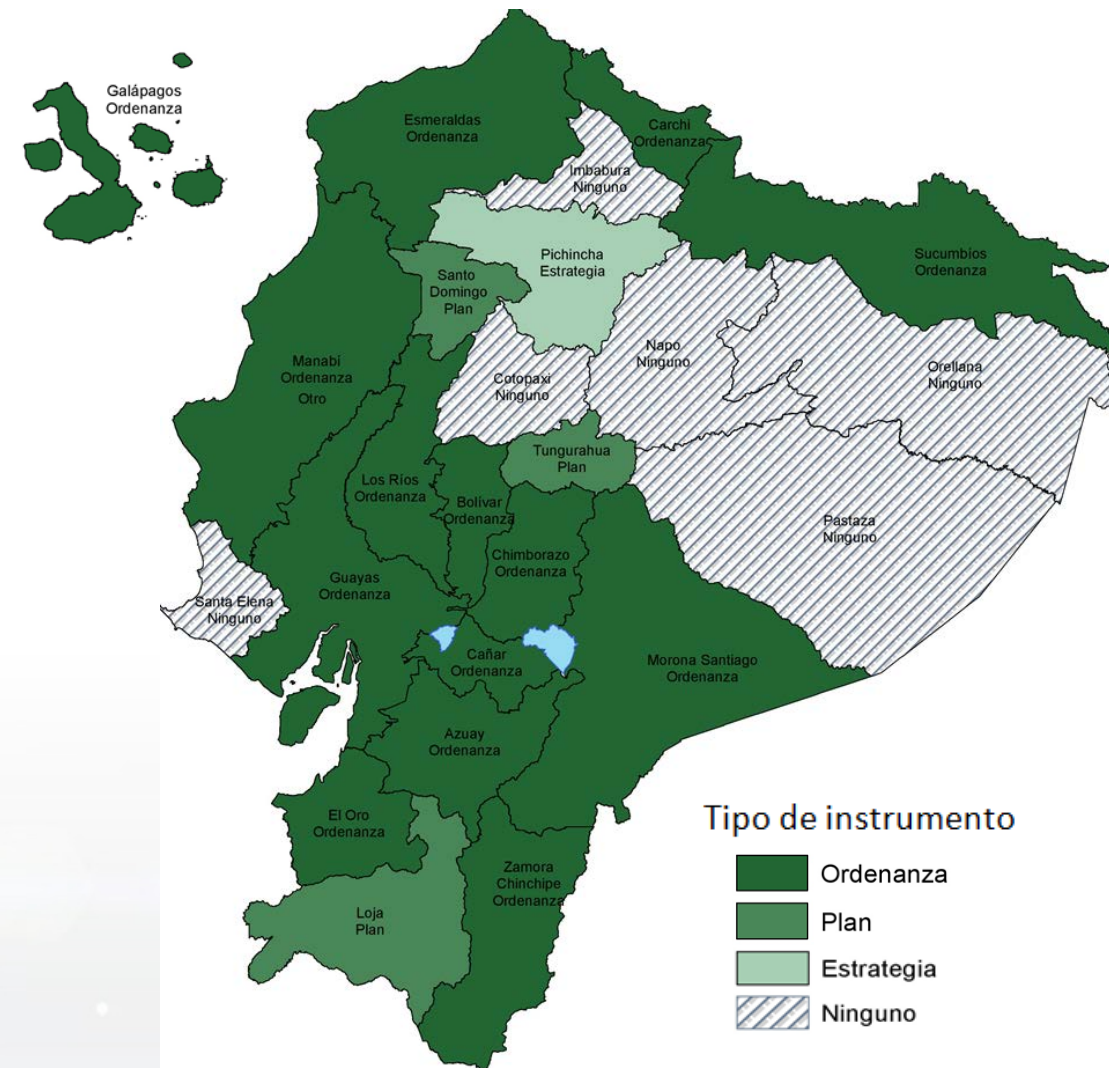 Galápagos
Ordenanza
Esmeraldas
Ordenanza
Carchi
Ordenanza
Imbabura
Ninguno
Sucumbíos
Ordenanza
Pichincha
Estrategia
Santo
Domingo
Plan
Manabí
Ordenanza
Otro
Cotopaxi
Ninguno
Napo
Ninguno
Orellana
Ninguno
Tungurahua
Plan
Los Ríos
Ordenanza
Bolívar
Ordenanza
Pastaza
Ninguno
Chimborazo
Ordenanza
Guayas
Ordenanza
Santa Elena
Ninguno
Cañar
Ordenanza
Morona Santiago
Ordenanza
Azuay
Ordenanza
El Oro
Ordenanza
Zamora
Chinchipe
Ordenanza
Loja
Plan
Tipo de instrumento
Ordenanza
Plan
Estrategia
Ninguno